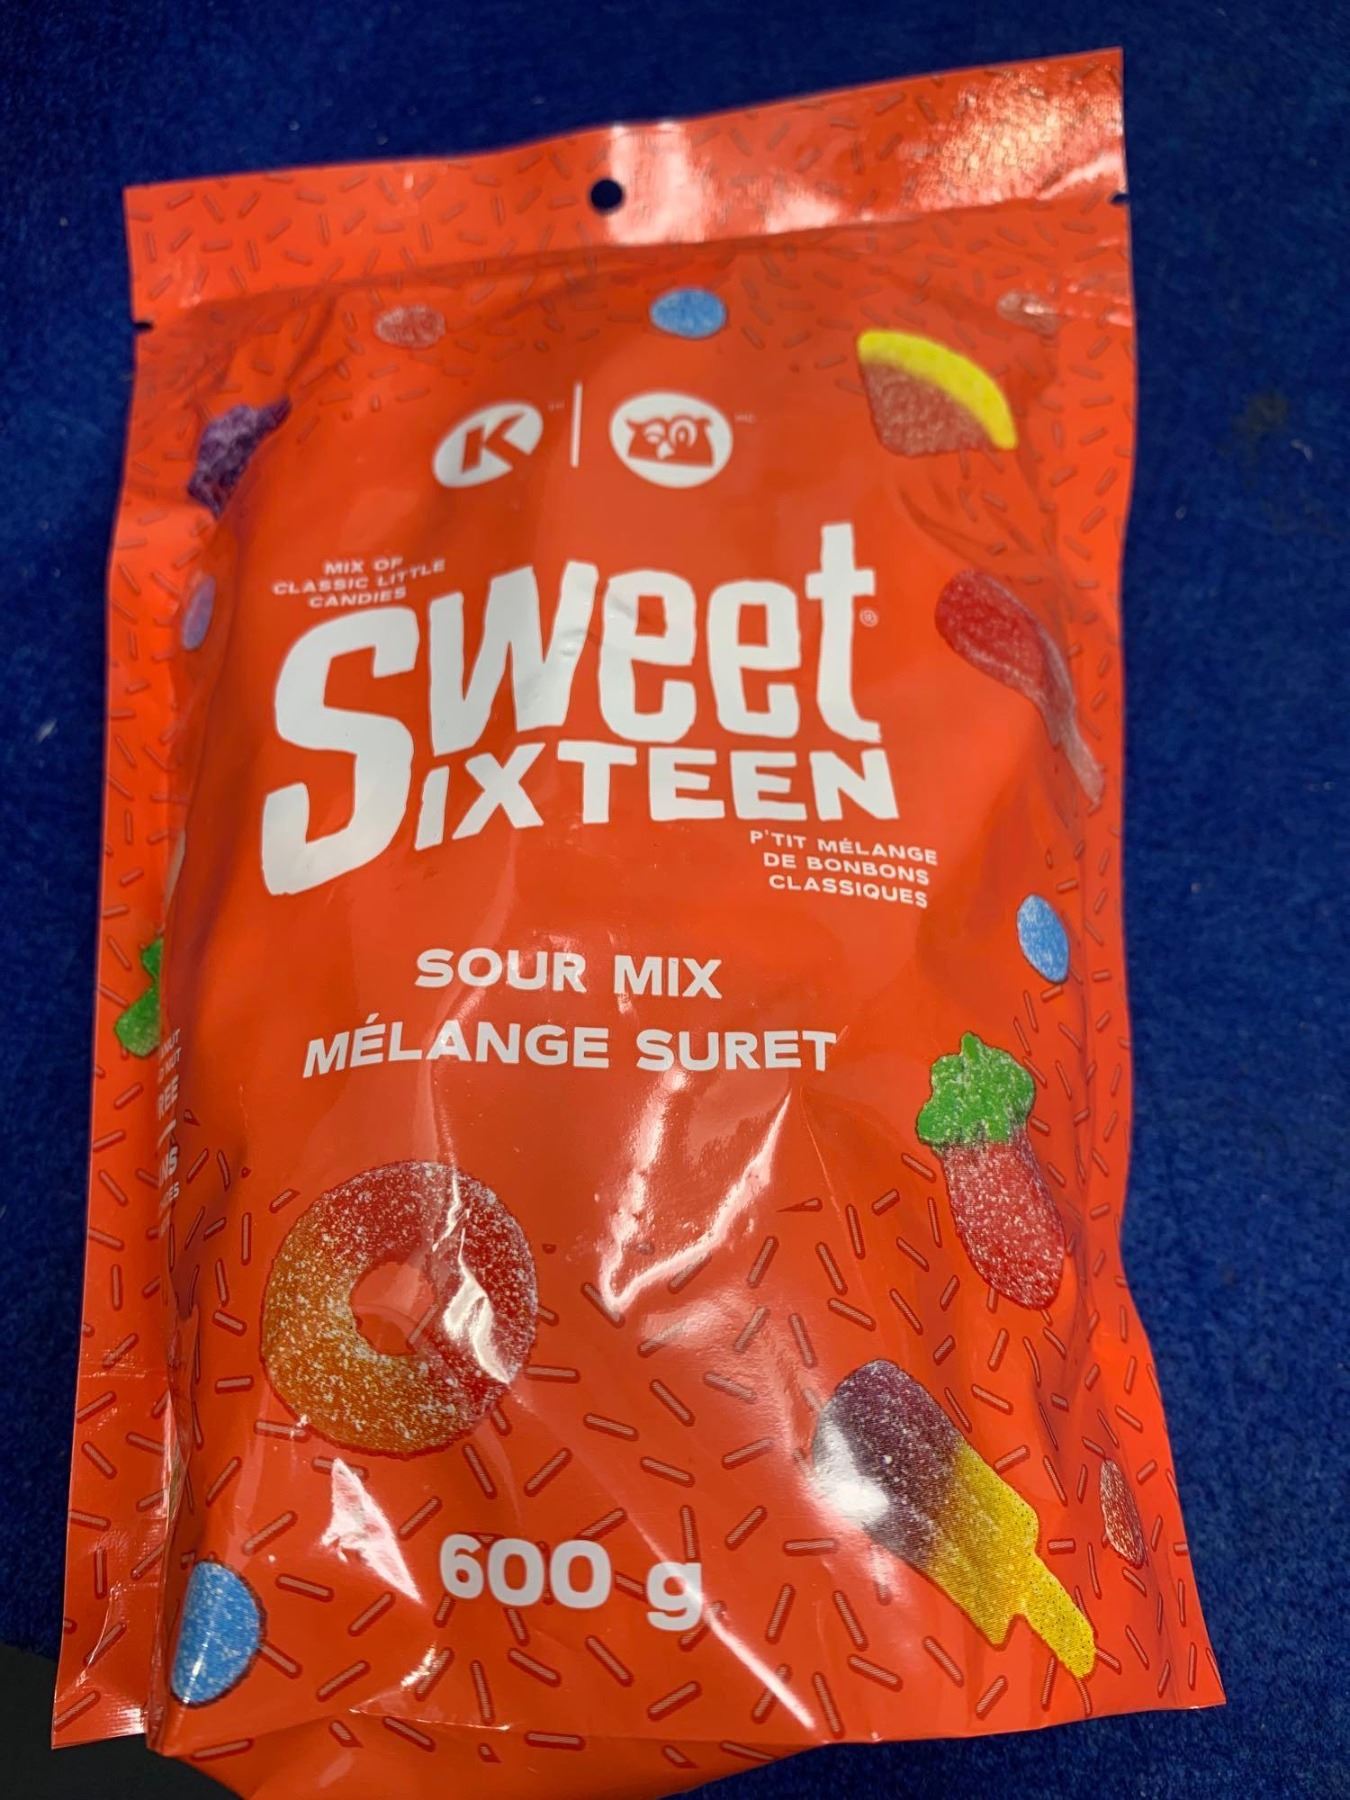 K
MIX OF
CLASSIC LITTLE
CANDIES
Sweet
SIXTEEN
P'TIT MÉLANGE
DE BONBONS
CLASSIQUES
SOUR MIX
MÉLANGE SURET
600 g